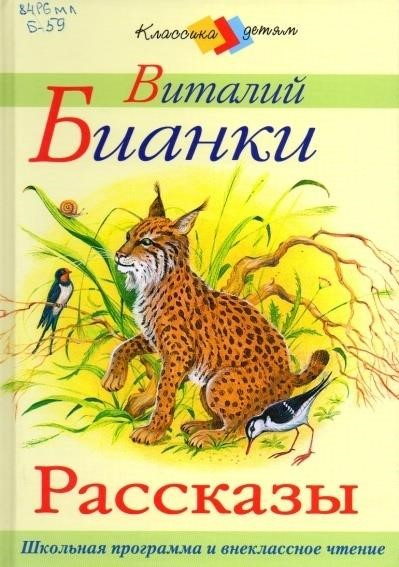 84Р6 мл
Б-59
Классика детям
Виталий
Бианки
Рассказы
Школьная программа и внеклассное чтение